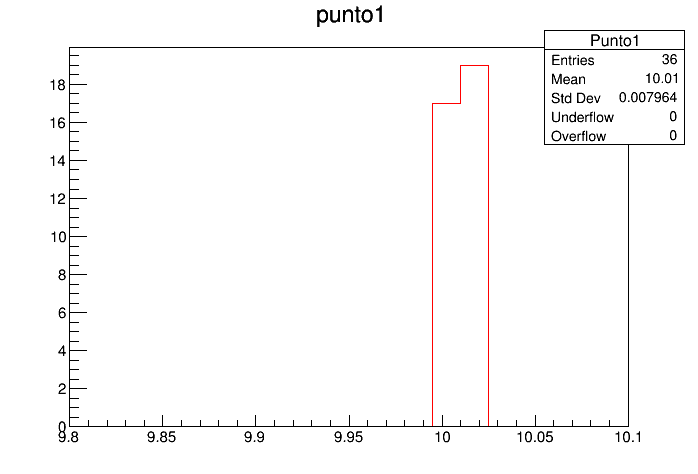 punto1
Punto1
Entries 36
Mean 10.01
Std Dev 0.007964
Underflow 0
Overflow 0
18
16
14
12
10
8
6
4
2
0
9.8 9.85 9.9 9.95 10 10.05 10.1